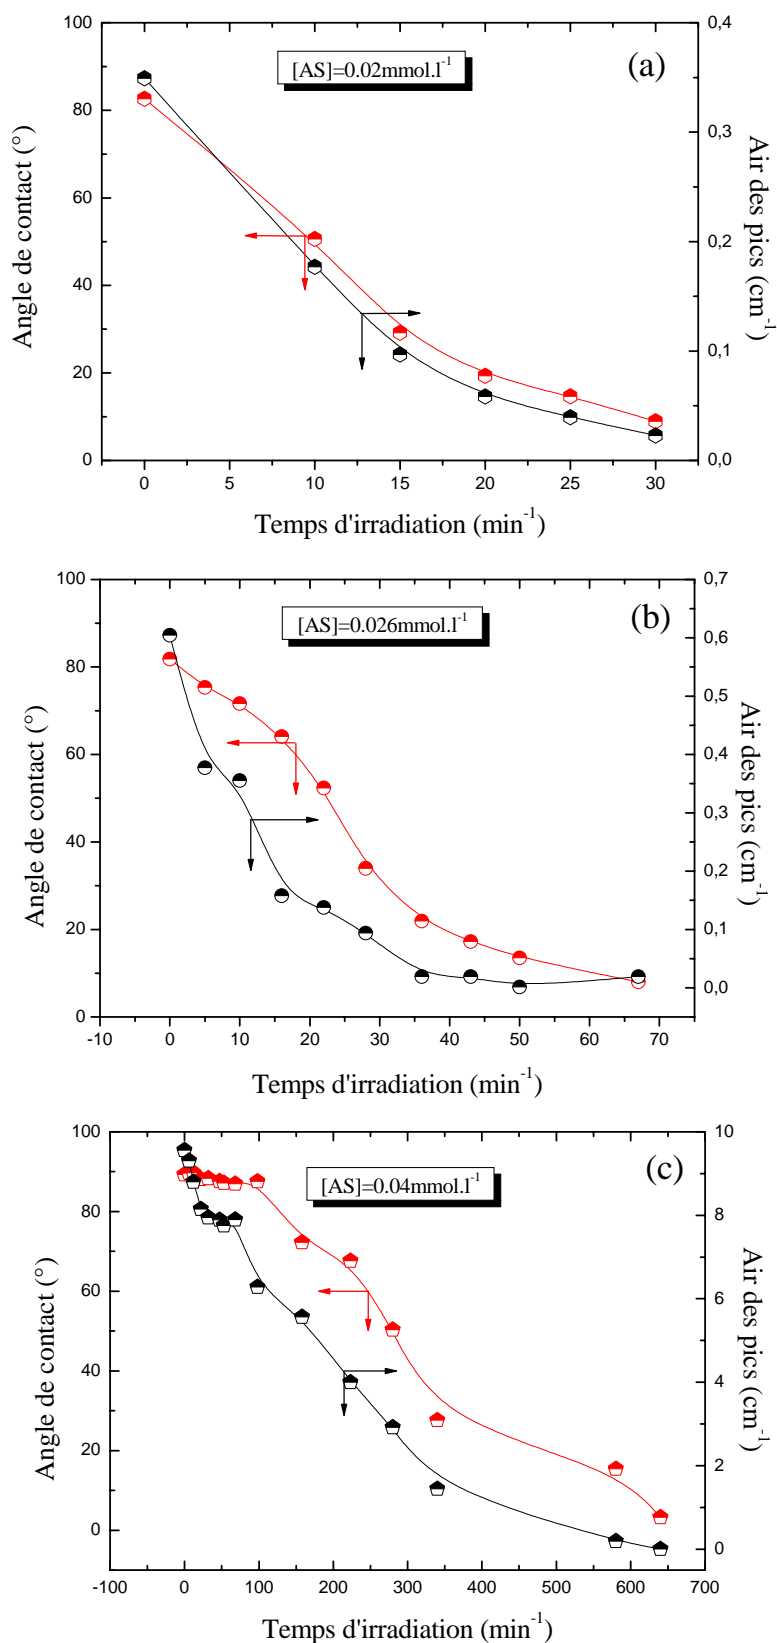 [AS]=0.02mmol.l-1
(a)
Angle de contact (°)
100
80
60
40
20
0
Air des pics (cm-1)
0,4
0,3
0,2
0,1
0,0
0 5 10 15 20 25 30
Temps d'irradiation (min-1)
[AS]=0.026mmol.l-1
(b)
Angle de contact (°)
100
80
60
40
20
0
Air des pics (cm-1)
0,7
0,6
0,5
0,4
0,3
0,2
0,1
0,0
-10 0 10 20 30 40 50 60 70
Temps d'irradiation (min-1)
[AS]=0.04mmol.l-1
(c)
Angle de contact (°)
100
80
60
40
20
0
Air des pics (cm-1)
10
8
6
4
2
0
-100 0 100 200 300 400 500 600 700
Temps d'irradiation (min-1)